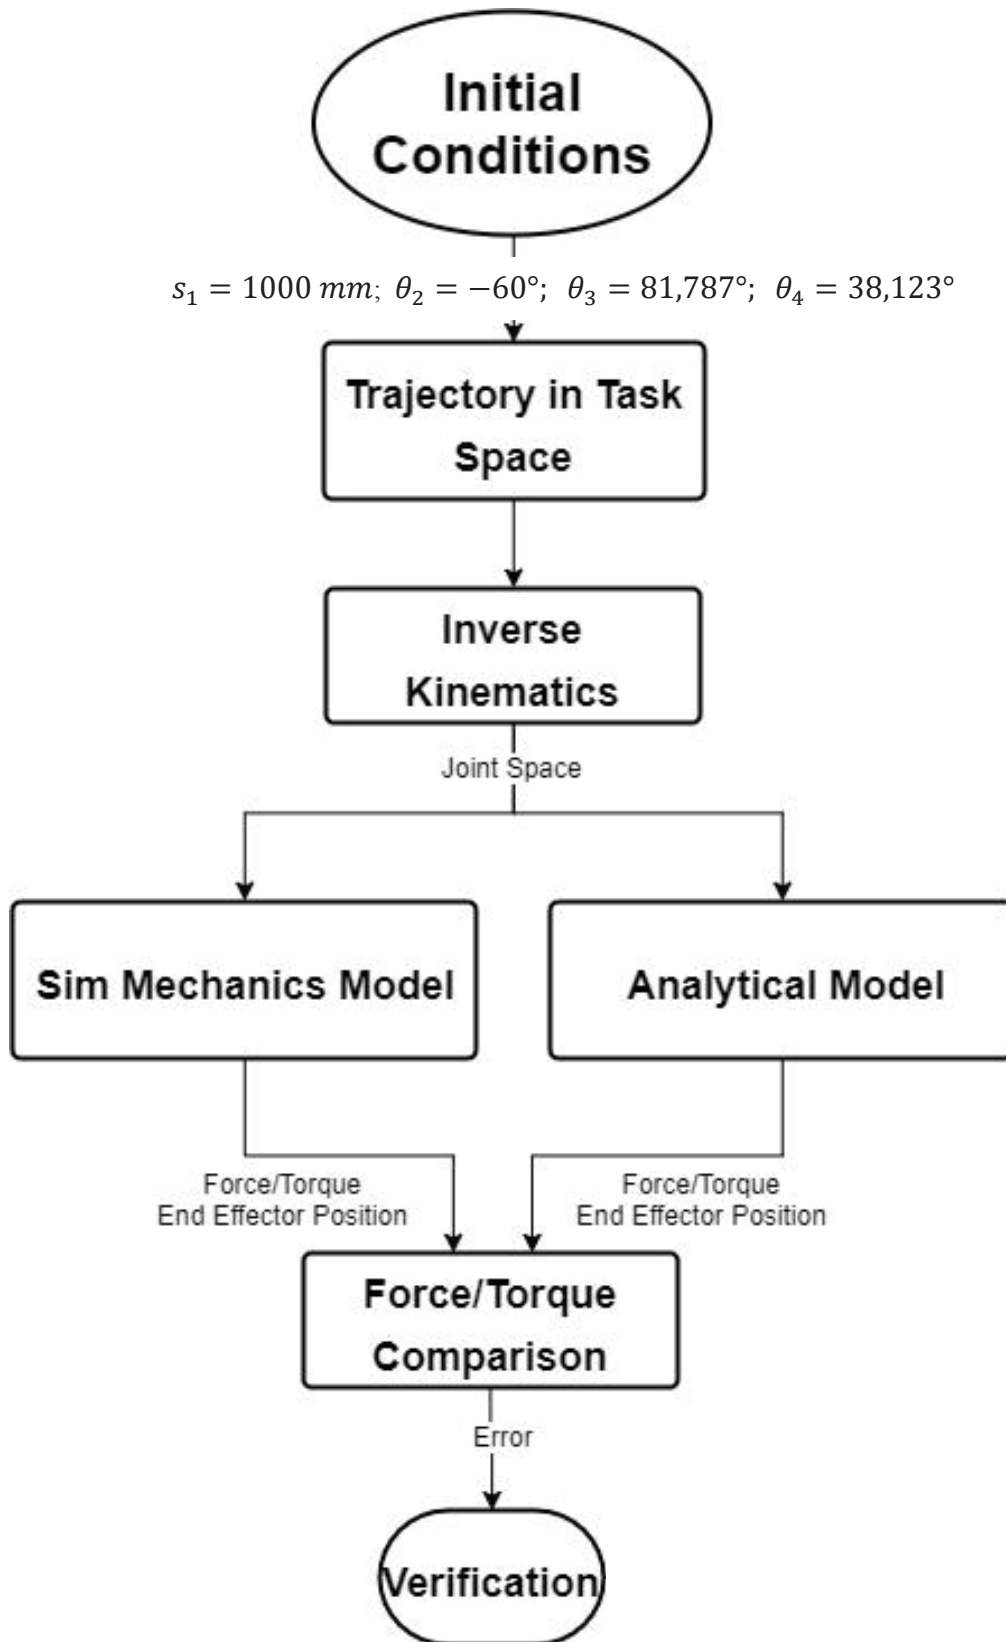 Initial
Conditions
s₁ = 1000 mm; θ₂ = −60°; θ₃ = 81,787°; θ₄ = 38,123°
Trajectory in Task
Space
Inverse
Kinematics
Joint Space
Sim Mechanics Model
Analytical Model
Force/Torque
End Effector Position
Force/Torque
End Effector Position
Force/Torque
Comparison
Error
Verification